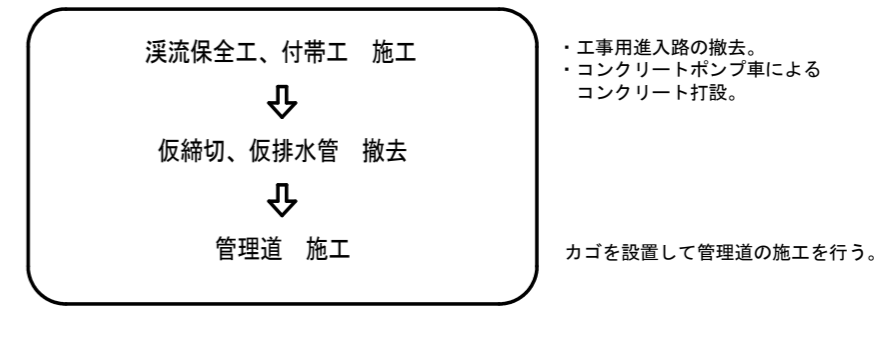 渓流保全工、付帯工　施工
・工事用進入路の撤去。
・コンクリートポンプ車による
コンクリート打設。
仮締切、仮排水管　撤去
管理道　施工
カゴを設置して管理道の施工を行う。